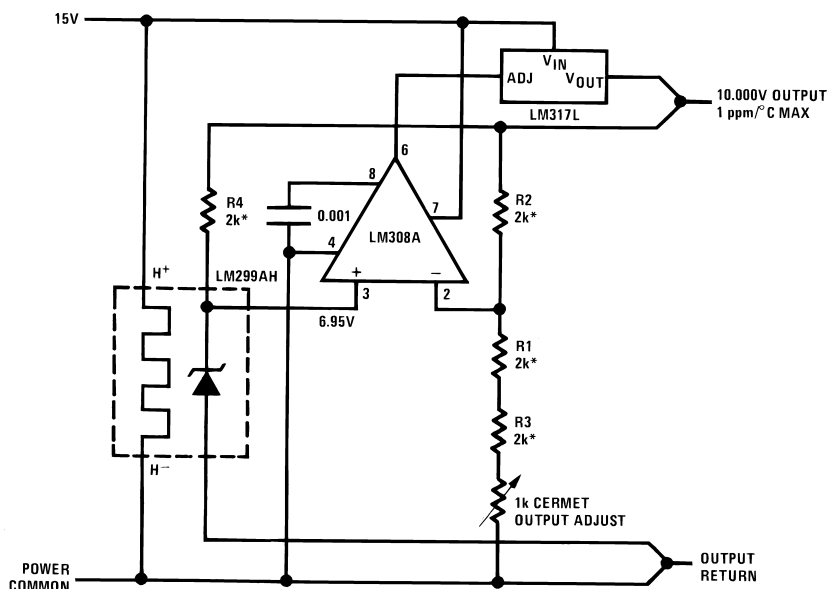 15V
VIN
ADJ
VOUT
LM317L
10.000V OUTPUT
1 ppm/°C MAX
6
8
R4
2k*
0.001
7
R2
2k*
4
LM308A
H+
LM299AH
+
−
3
2
6.95V
R1
2k*
R3
2k*
H−
1k CERMET
OUTPUT ADJUST
POWER
COMMON
OUTPUT
RETURN